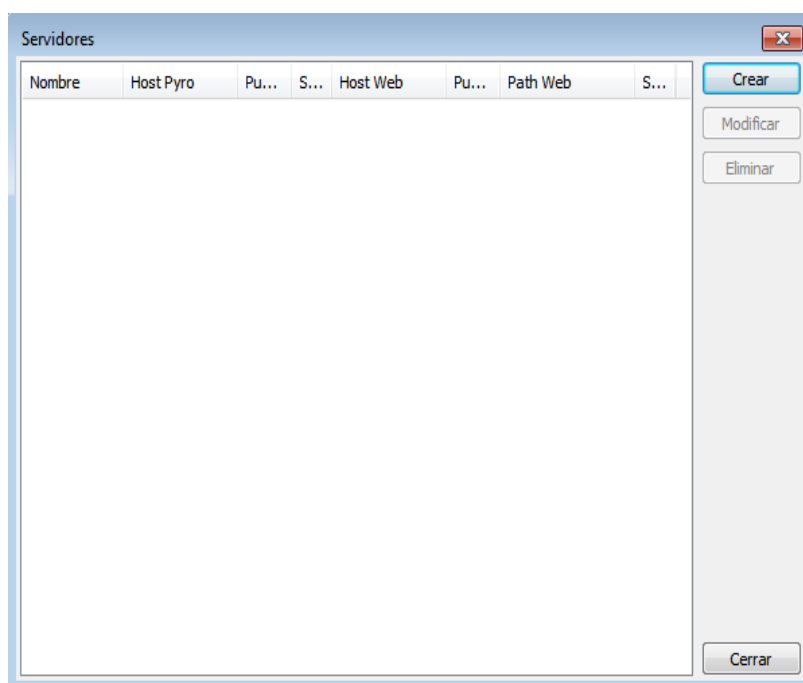 Servidores
Nombre Host Pyro Pu... S... Host Web Pu... Path Web S...
Crear
Modificar
Eliminar
Cerrar